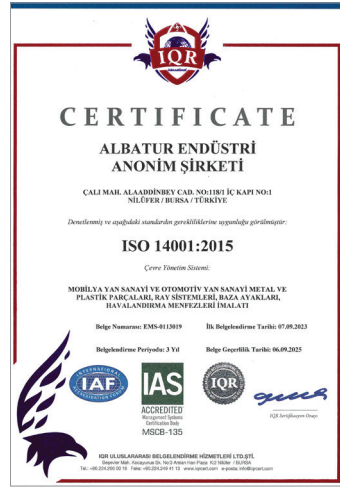 IQR
International
CERTIFICATE
ALBATUR ENDÜSTRİ
ANONİM ŞİRKETİ
ÇALI MAH. ALAADDİNBEY CAD. NO:118/1 İÇ KAPI NO:1
NİLÜFER / BURSA / TÜRKİYE
Denetlenmiş ve aşağıdaki standardın gerekliliklerine uygunluğu görülmüştür:
ISO 14001:2015
Çevre Yönetim Sistemi:
MOBİLYA YAN SANAYİ VE OTOMOTİV YAN SANAYİ METAL VE
PLASTİK PARÇALARI, RAY SİSTEMLERİ, BAZA AYAKLARI,
HAVALANDIRMA MENFEZLERİ İMALATI
Belge Numarası: EMS-0113019 İlk Belgelendirme Tarihi: 07.09.2023
Belgelendirme Periyodu: 3 Yıl Belge Geçerlilik Tarihi: 06.09.2025
INTERNATIONAL
IAF
ACCREDITATION FORUM
IAS
ACCREDITED
Management Systems
Certification Body
MSCB-135
IQR
IQR Sertifikasyon Onayı
IQR ULUSLARARASI BELGELENDİRME HİZMETLERİ LTD.ŞTİ.